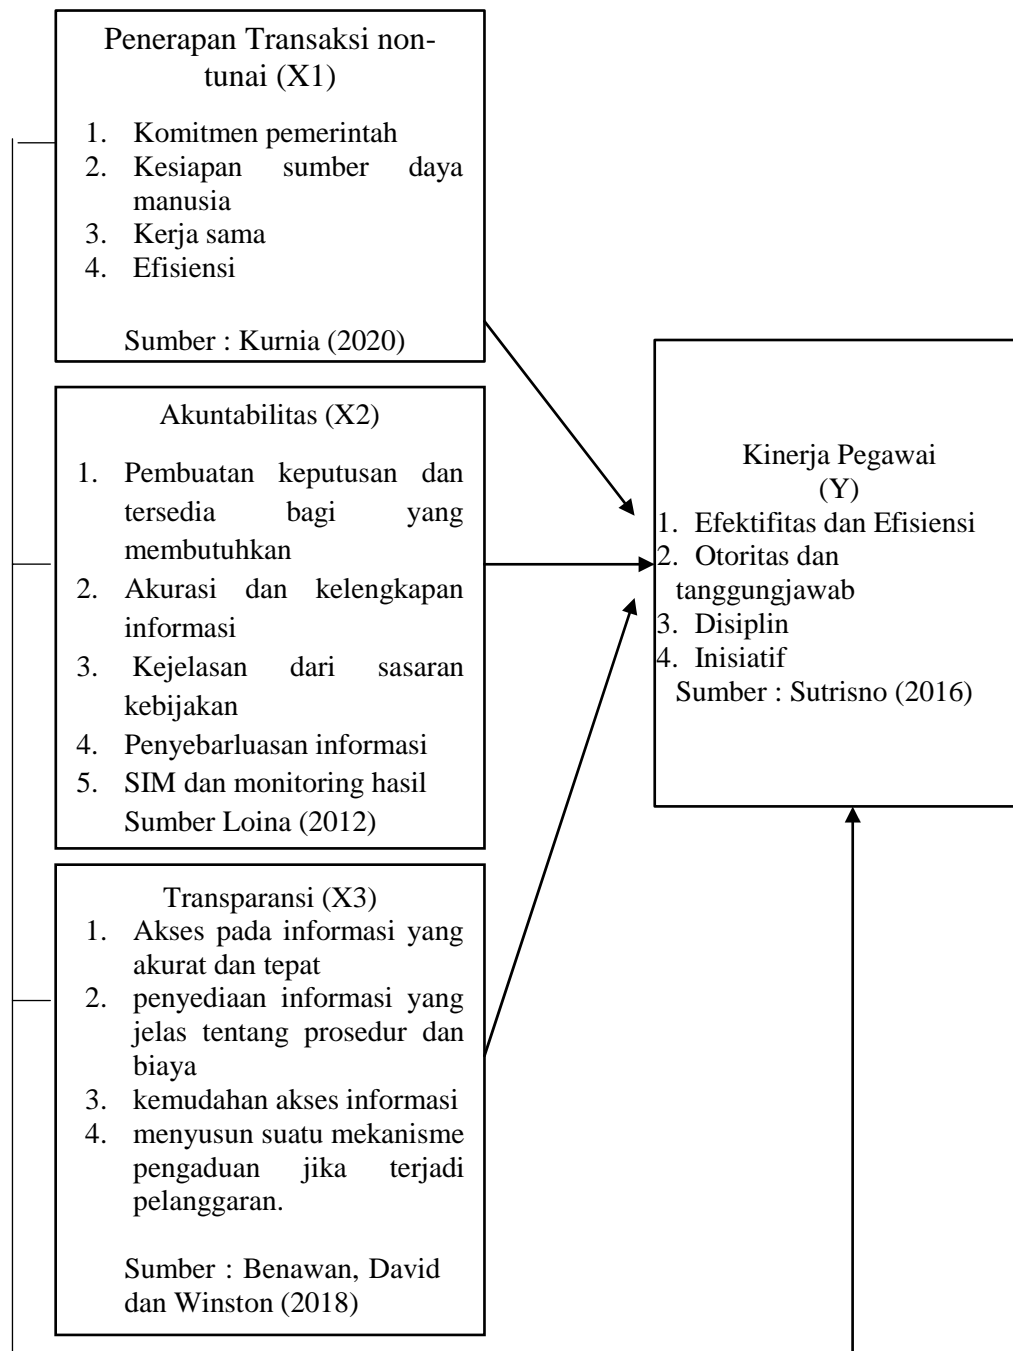 Penerapan Transaksi non-
tunai (X1)
1. Komitmen pemerintah
2. Kesiapan sumber daya
manusia
3. Kerja sama
4. Efisiensi
Sumber : Kurnia (2020)
Akuntabilitas (X2)
1. Pembuatan keputusan dan
tersedia bagi yang
membutuhkan
2. Akurasi dan kelengkapan
informasi
3. Kejelasan dari sasaran
kebijakan
4. Penyebarluasan informasi
5. SIM dan monitoring hasil
Sumber Loina (2012)
Transparansi (X3)
1. Akses pada informasi yang
akurat dan tepat
2. penyediaan informasi yang
jelas tentang prosedur dan
biaya
3. kemudahan akses informasi
4. menyusun suatu mekanisme
pengaduan jika terjadi
pelanggaran.
Sumber : Benawan, David
dan Winston (2018)
Kinerja Pegawai
(Y)
1. Efektifitas dan Efisiensi
2. Otoritas dan
tanggungjawab
3. Disiplin
4. Inisiatif
Sumber : Sutrisno (2016)